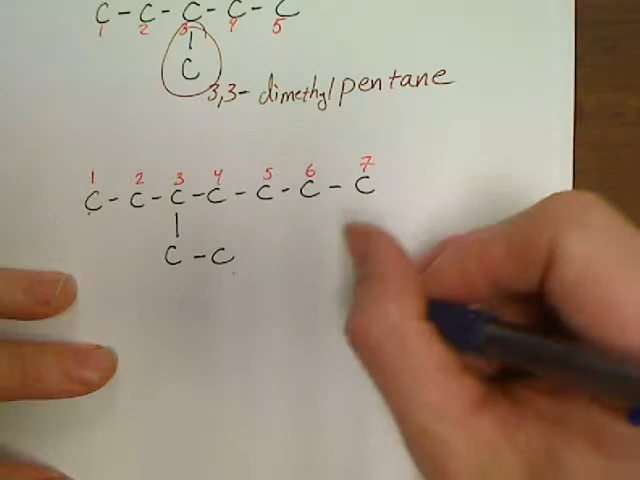 C - C - C - C - C
1 2 3 4 5
C
3,3- dimethylpentane
1 2 3 4 5 6 7
C - C - C - C - C - C - C
C - C